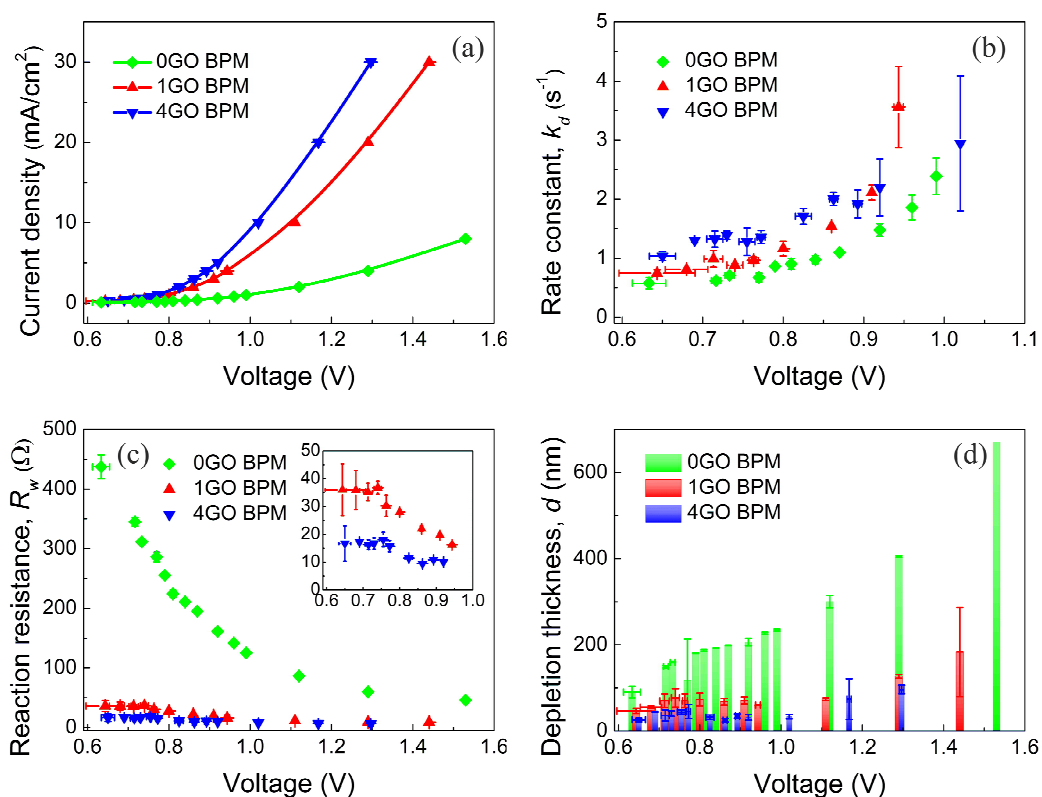 (a)
0GO BPM
1GO BPM
4GO BPM
Current density (mA/cm²)
30
20
10
0
0.6 0.8 1.0 1.2 1.4 1.6
Voltage (V)
(b)
0GO BPM
1GO BPM
4GO BPM
Rate constant, k_d (s⁻¹)
5
4
3
2
1
0
0.6 0.7 0.8 0.9 1.0 1.1
Voltage (V)
(c)
0GO BPM
1GO BPM
4GO BPM
Reaction resistance, R_w (Ω)
500
450
400
350
300
250
200
150
100
50
0
0.6 0.8 1.0 1.2 1.4 1.6
Voltage (V)
50
40
30
20
10
0
0.6 0.7 0.8 0.9 1.0
(d)
0GO BPM
1GO BPM
4GO BPM
Depletion thickness, d (nm)
600
400
200
0
0.6 0.8 1.0 1.2 1.4 1.6
Voltage (V)